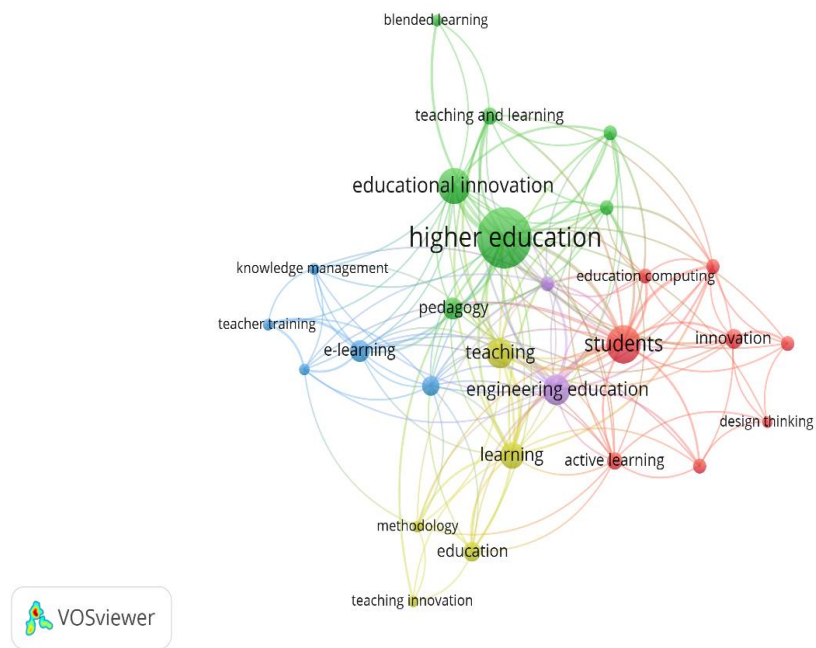 blended learning
teaching and learning
educational innovation
higher education
knowledge management
education computing
pedagogy
teacher training
e-learning
teaching
students
innovation
engineering education
design thinking
learning
active learning
methodology
education
teaching innovation
VOSviewer